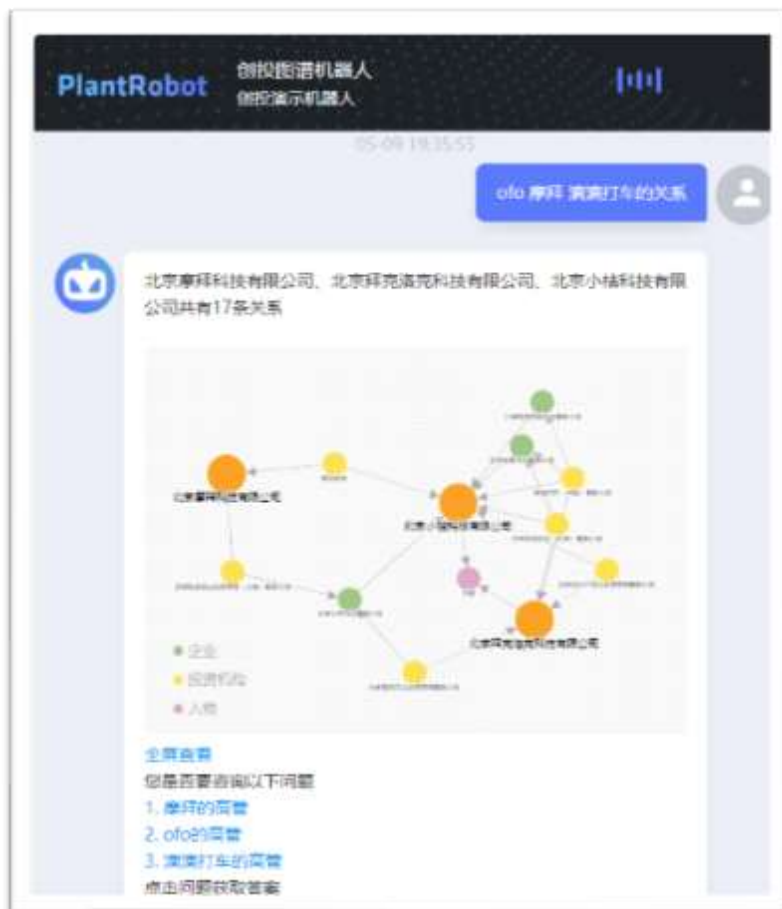 PlantRobot
创投图谱机器人
创投演示机器人
05-09 19:35:55
ofo 摩拜 滴滴打车的关系
北京摩拜科技有限公司、北京拜克洛克科技有限公司、北京小桔科技有限
公司共有17条关系
北京摩拜科技有限公司
北京小桔科技有限公司
北京拜克洛克科技有限公司
企业
投资机构
人物
全屏查看
您是否要咨询以下问题
1. 摩拜的高管
2. ofo的高管
3. 滴滴打车的高管
点击问题获取答案